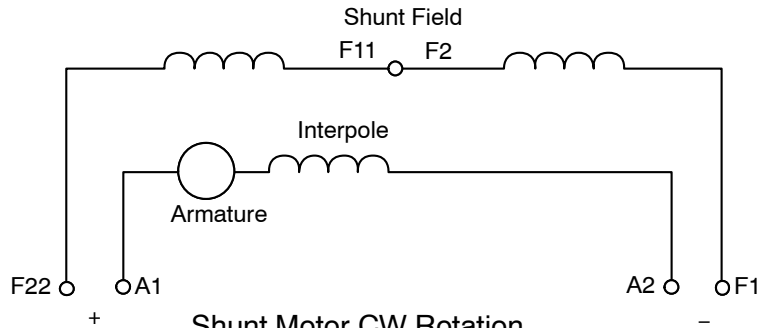 Shunt Field
F11 F2
Interpole
Armature
F22 A1 A2 F1
+ −
Shunt Motor CW Rotation